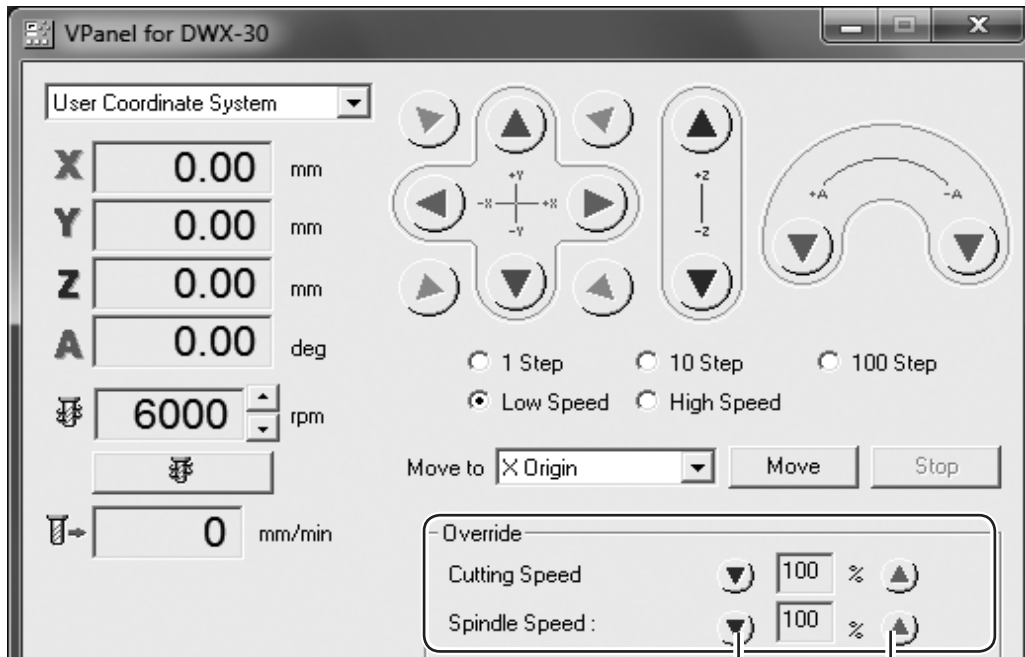 VPanel for DWX-30
User Coordinate System
X 0.00 mm
Y 0.00 mm
Z 0.00 mm
A 0.00 deg
6000 rpm
0 mm/min
+Y
-X +X
-Y
+Z
-Z
+A -A
1 Step 10 Step 100 Step
Low Speed High Speed
Move to X Origin Move Stop
Override
Cutting Speed 100 %
Spindle Speed : 100 %